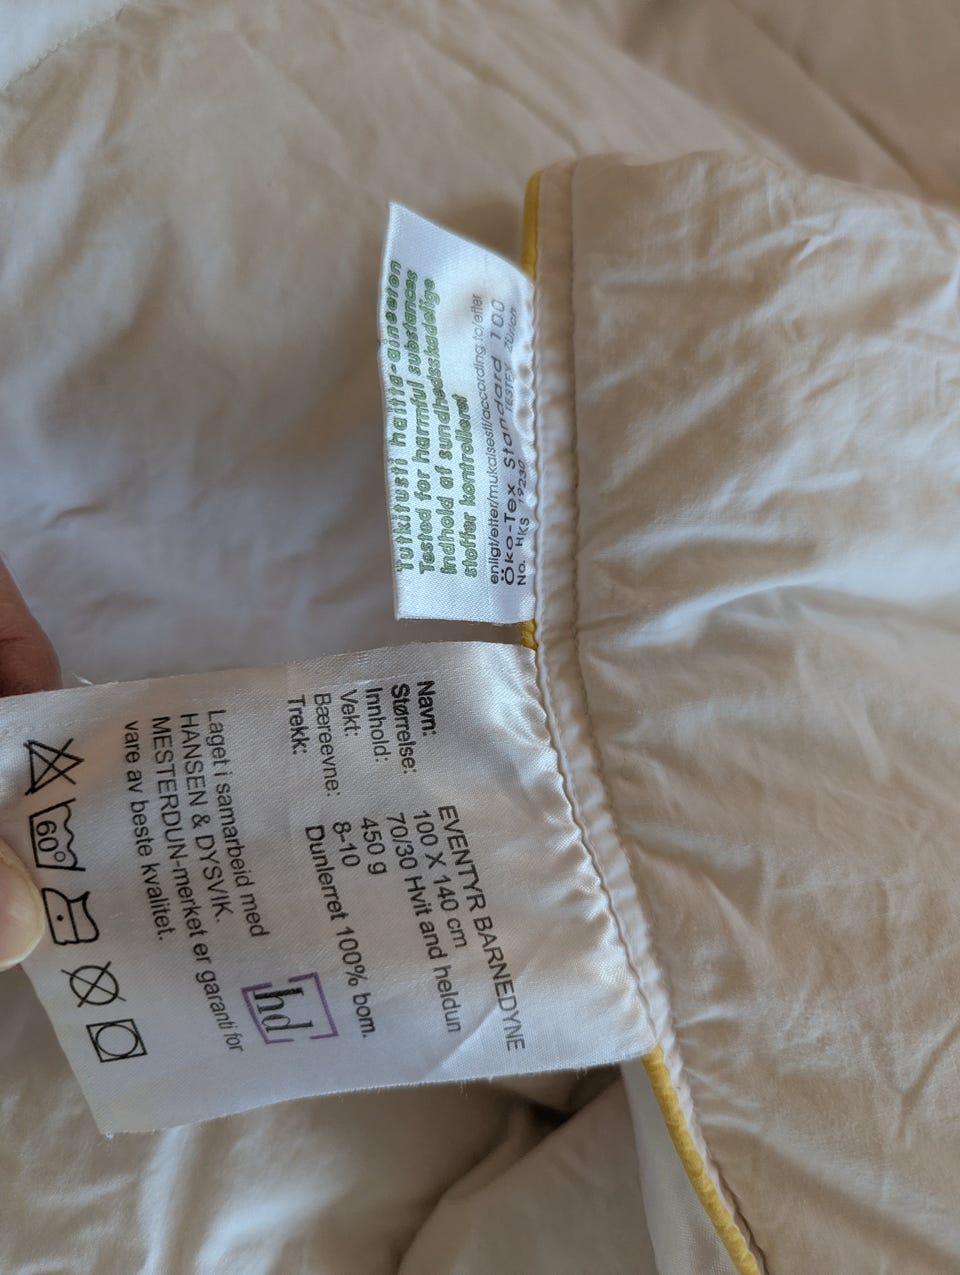 Tutkitusti haitta-aineeton
Tested for harmful substances
Indhold af sundhedsskadelige
stoffer kontrolleret
enligt/etter/mukaisesti/according to/efter
Öko-Tex Standard 100
No. HKS 19230 TESTEX Zürich
Navn: EVENTYR BARNEDYNE
Størrelse: 100 X 140 cm
Innhold: 70/30 Hvit and heldun
Vekt: 450 g
Bæreevne: 8-10
Trekk: Dunlerret 100% bom.
Laget i samarbeid med
HANSEN & DYSVIK.
MESTERDUN-merket er garanti for
vare av beste kvalitet.
hd
60°